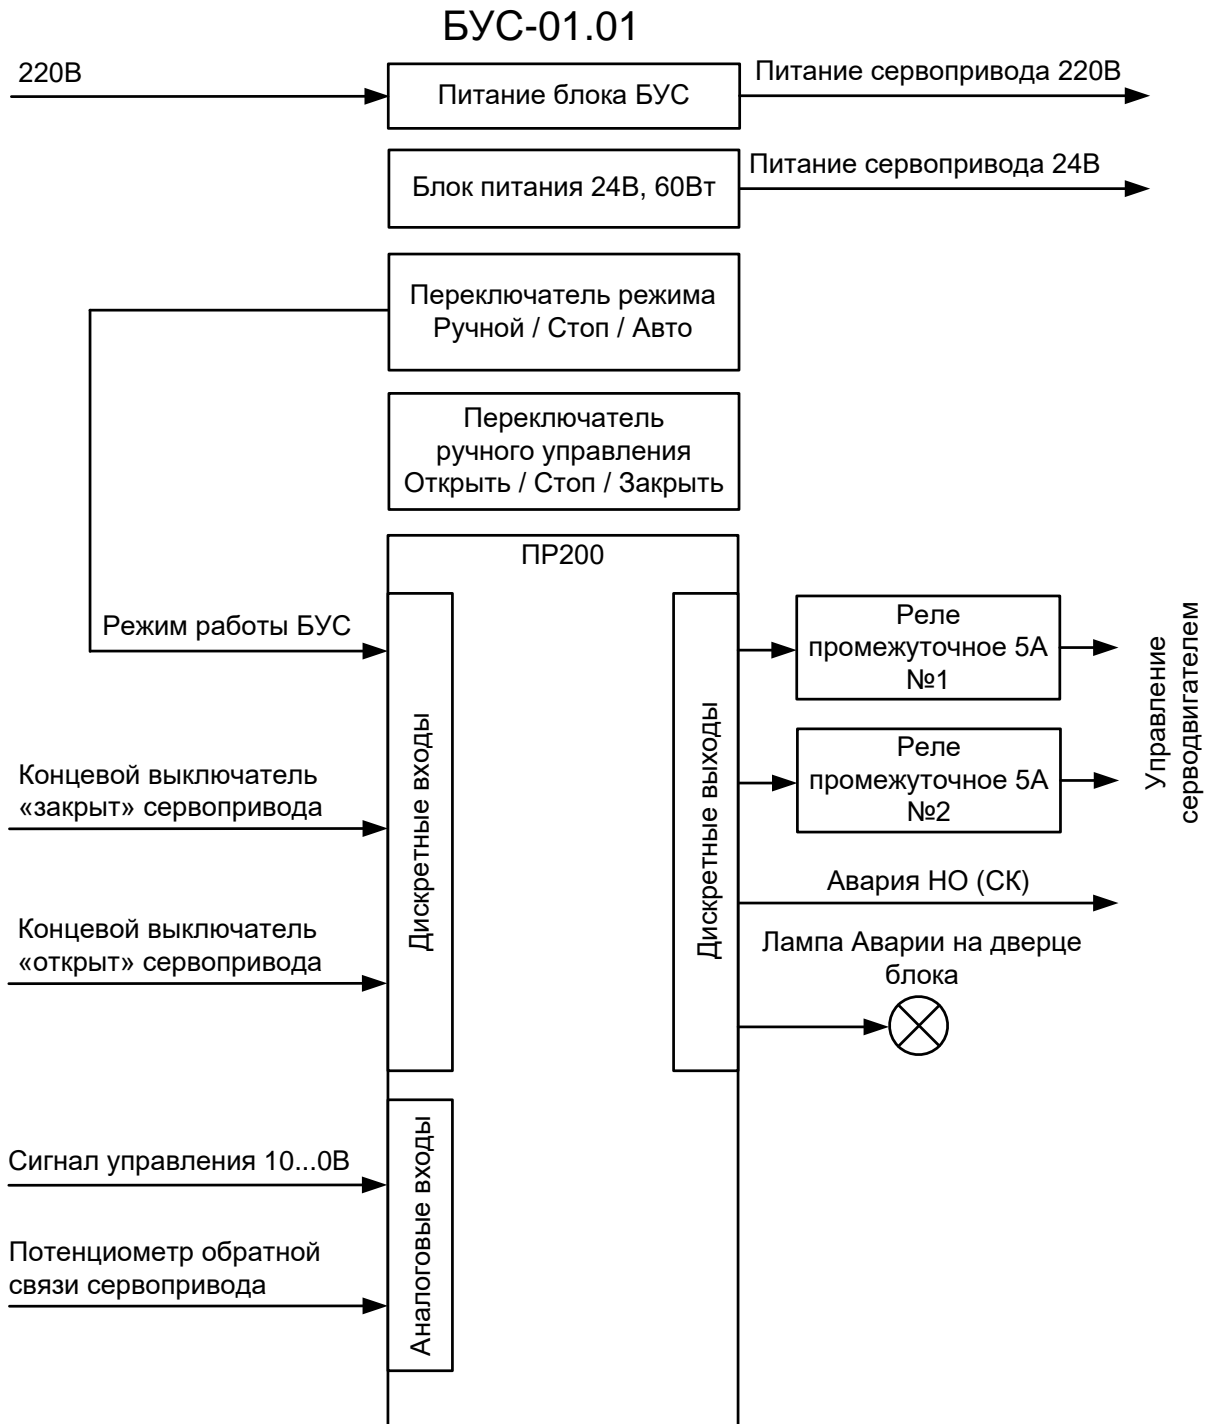 БУС-01.01
220В
Питание блока БУС
Питание сервопривода 220В
Блок питания 24В, 60Вт
Питание сервопривода 24В
Переключатель режима
Ручной / Стоп / Авто
Переключатель
ручного управления
Открыть / Стоп / Закрыть
ПР200
Режим работы БУС
Концевой выключатель
«закрыт» сервопривода
Концевой выключатель
«открыт» сервопривода
Дискретные входы
Дискретные выходы
Реле
промежуточное 5А
№1
Реле
промежуточное 5А
№2
Управление
серводвигателем
Авария НО (СК)
Лампа Аварии на дверце
блока
Сигнал управления 10...0В
Потенциометр обратной
связи сервопривода
Аналоговые входы